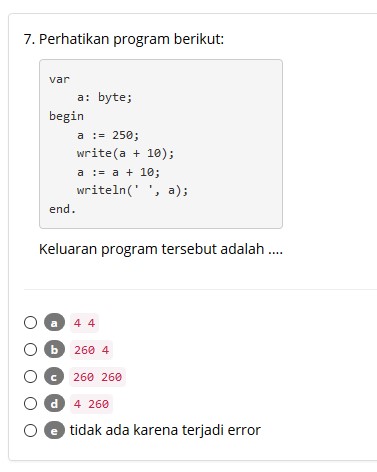 7. Perhatikan program berikut:
var
    a: byte;
begin
    a := 250;
    write(a + 10);
    a := a + 10;
    writeln(' ', a);
end.
Keluaran program tersebut adalah ....
a 4 4
b 260 4
c 260 260
d 4 260
e tidak ada karena terjadi error